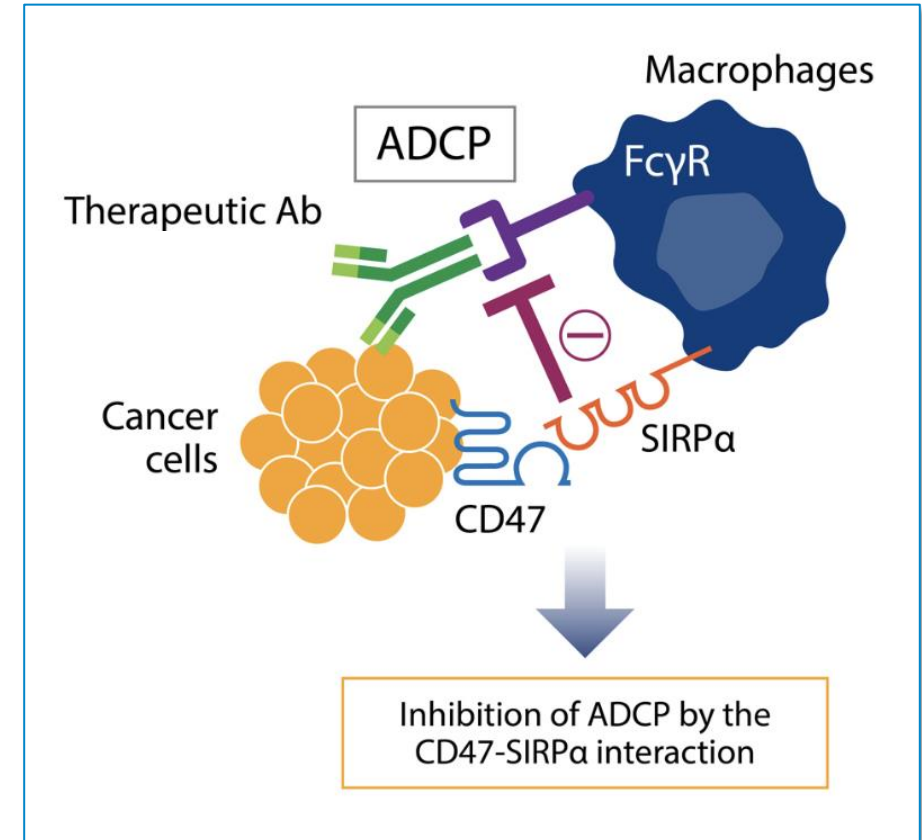 Macrophages
ADCP
FcγR
Therapeutic Ab
Cancer
cells
SIRPα
CD47
Inhibition of ADCP by the
CD47-SIRPα interaction